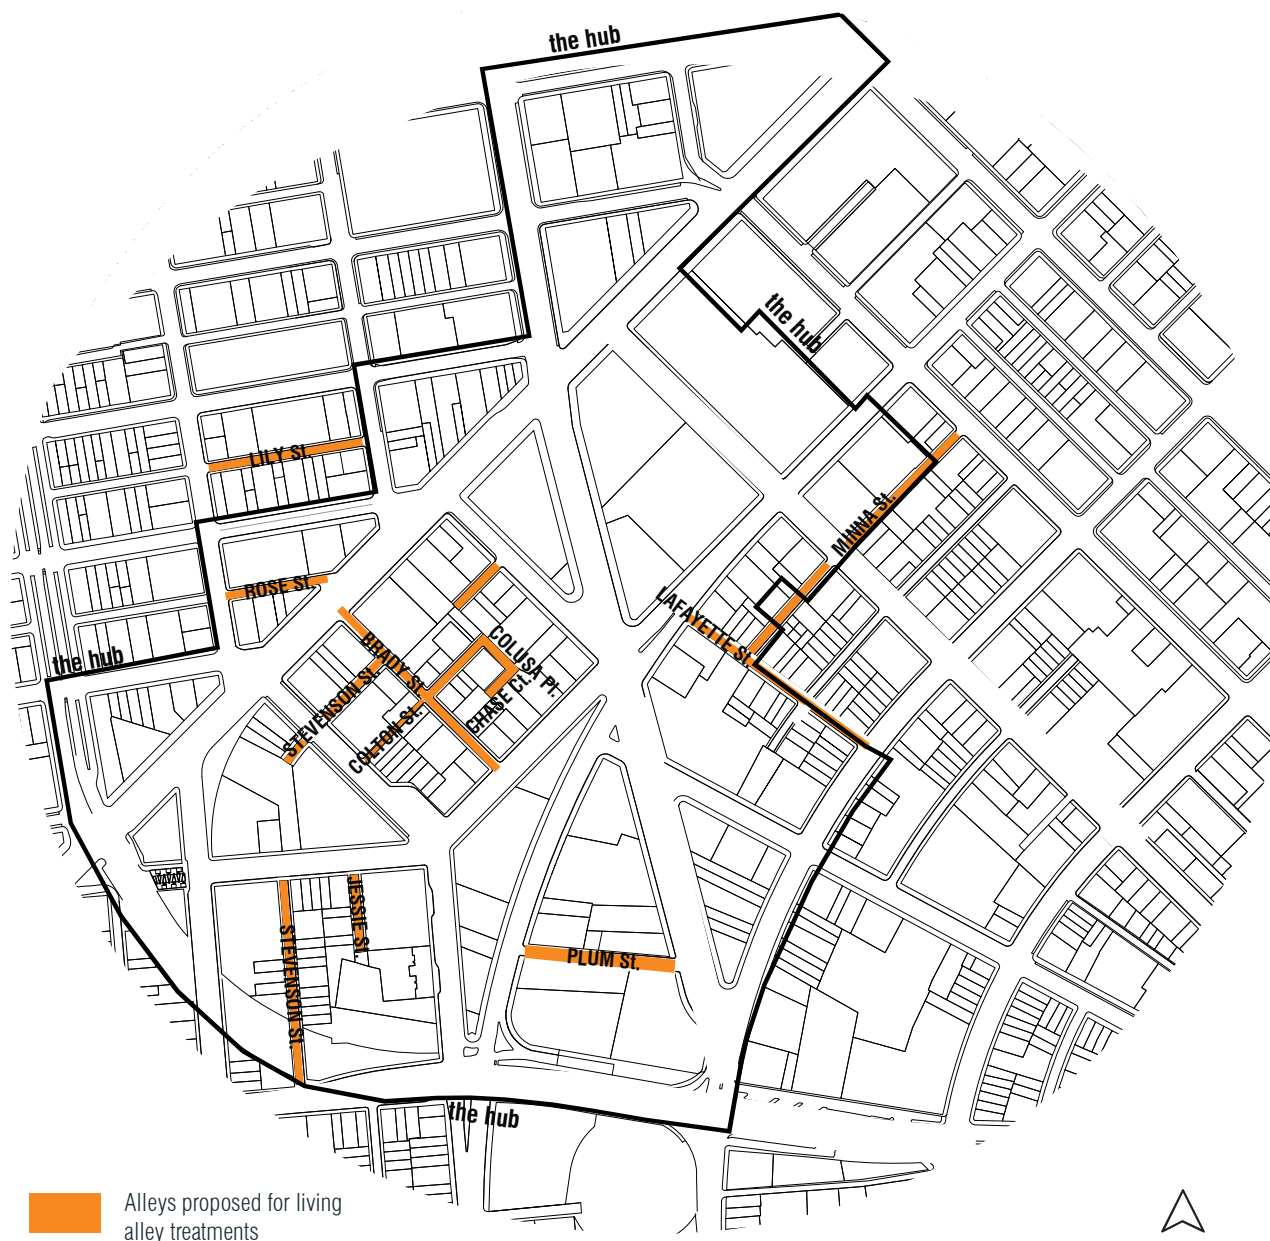 the hub
the hub
LILY St.
MINNA St.
ROSE St.
LAFAYETTE St.
BRADY St.
COLUSA Pl.
the hub
STEVENSON St.
CHASE Ct.
COLTON St.
JESSIE St.
STEVENSON St.
PLUM St.
the hub
Alleys proposed for living
alley treatments